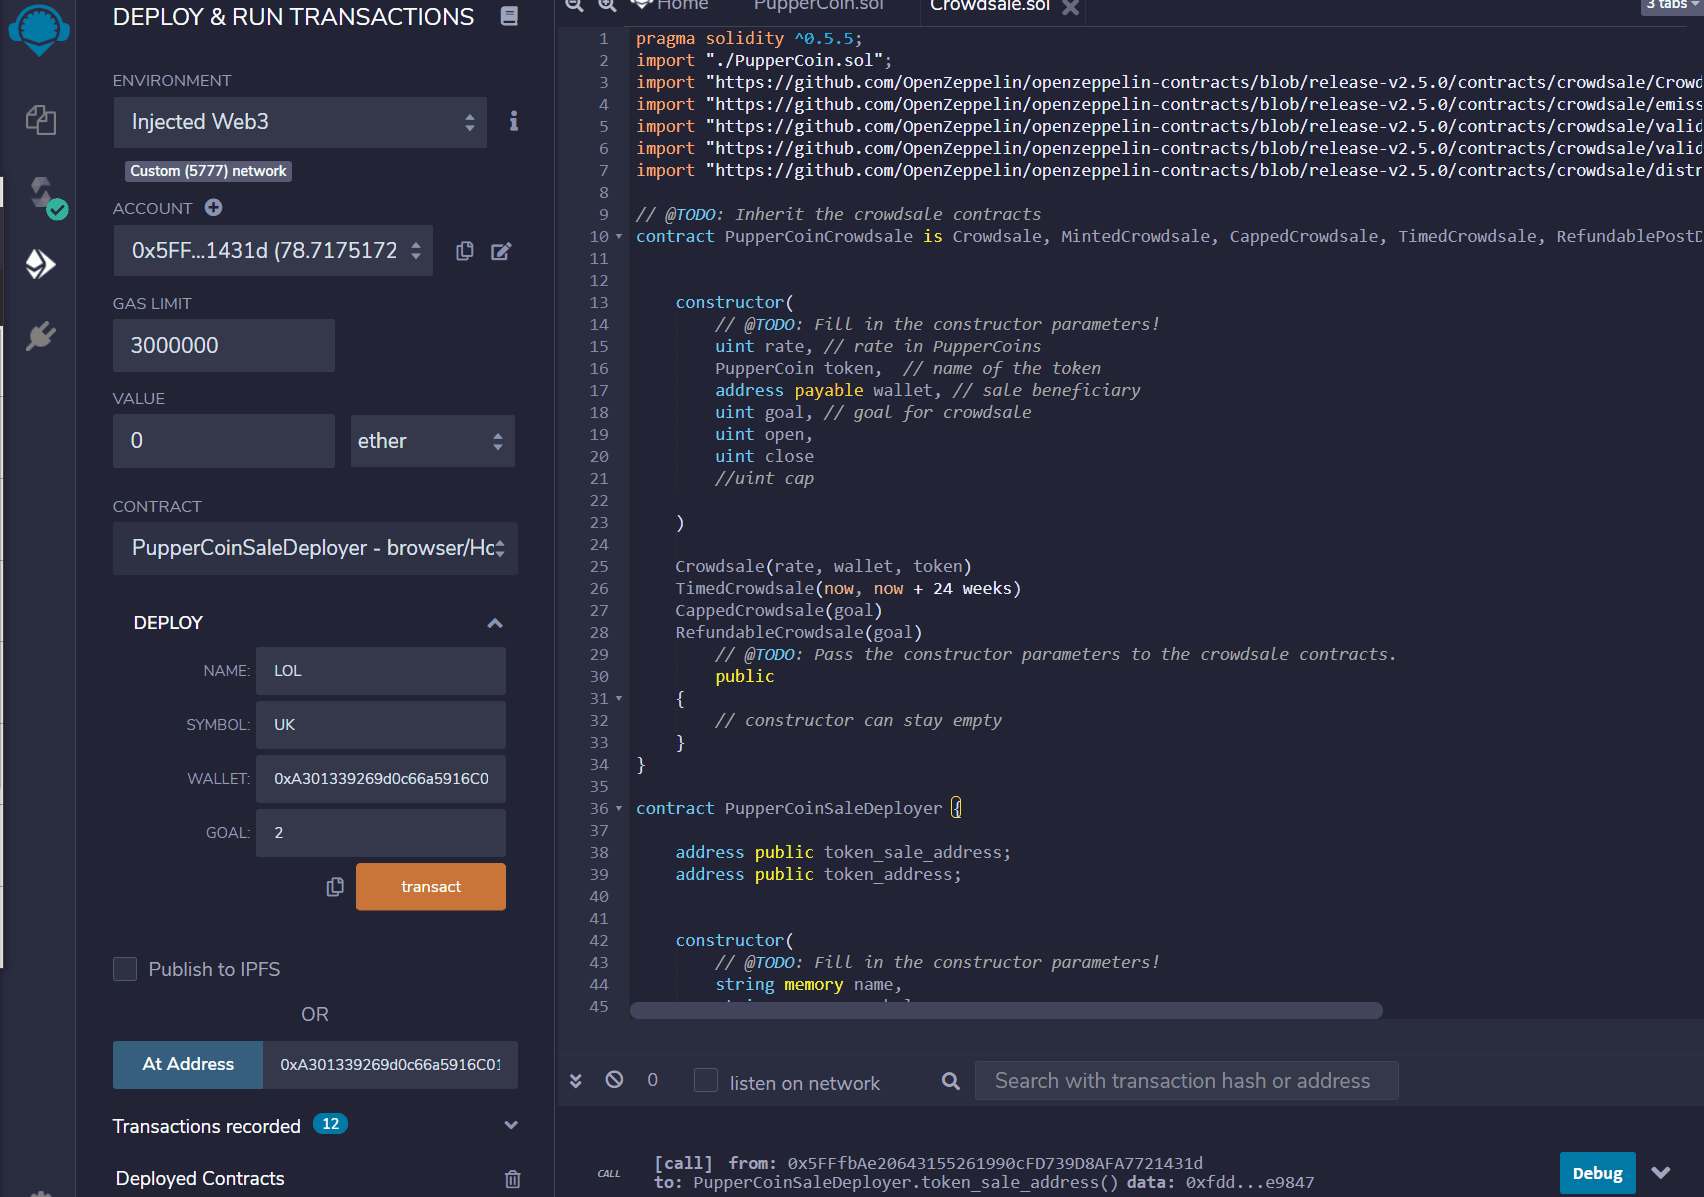 DEPLOY & RUN TRANSACTIONS
ENVIRONMENT
Injected Web3
Custom (5777) network
ACCOUNT
0x5FF...1431d (78.7175172
GAS LIMIT
3000000
VALUE
0
ether
CONTRACT
PupperCoinSaleDeployer - browser/Ho
DEPLOY
NAME: LOL
SYMBOL: UK
WALLET: 0xA301339269d0c66a5916C0
GOAL: 2
transact
Publish to IPFS
OR
At Address 0xA301339269d0c66a5916C01
Transactions recorded 12
Deployed Contracts
Home PupperCoin.sol Crowdsale.sol 3 tabs
1 pragma solidity ^0.5.5;
2 import "./PupperCoin.sol";
3 import "https://github.com/OpenZeppelin/openzeppelin-contracts/blob/release-v2.5.0/contracts/crowdsale/Crowd
4 import "https://github.com/OpenZeppelin/openzeppelin-contracts/blob/release-v2.5.0/contracts/crowdsale/emiss
5 import "https://github.com/OpenZeppelin/openzeppelin-contracts/blob/release-v2.5.0/contracts/crowdsale/valid
6 import "https://github.com/OpenZeppelin/openzeppelin-contracts/blob/release-v2.5.0/contracts/crowdsale/valid
7 import "https://github.com/OpenZeppelin/openzeppelin-contracts/blob/release-v2.5.0/contracts/crowdsale/distr
8
9 // @TODO: Inherit the crowdsale contracts
10 contract PupperCoinCrowdsale is Crowdsale, MintedCrowdsale, CappedCrowdsale, TimedCrowdsale, RefundablePostD
11
12
13 constructor(
14 // @TODO: Fill in the constructor parameters!
15 uint rate, // rate in PupperCoins
16 PupperCoin token, // name of the token
17 address payable wallet, // sale beneficiary
18 uint goal, // goal for crowdsale
19 uint open,
20 uint close
21 //uint cap
22
23 )
24
25 Crowdsale(rate, wallet, token)
26 TimedCrowdsale(now, now + 24 weeks)
27 CappedCrowdsale(goal)
28 RefundableCrowdsale(goal)
29 // @TODO: Pass the constructor parameters to the crowdsale contracts.
30 public
31 {
32 // constructor can stay empty
33 }
34 }
35
36 contract PupperCoinSaleDeployer {
37
38 address public token_sale_address;
39 address public token_address;
40
41
42 constructor(
43 // @TODO: Fill in the constructor parameters!
44 string memory name,
45
0 listen on network Search with transaction hash or address
CALL [call] from: 0x5FFfbAe20643155261990cFD739D8AFA7721431d
to: PupperCoinSaleDeployer.token_sale_address() data: 0xfdd...e9847
Debug